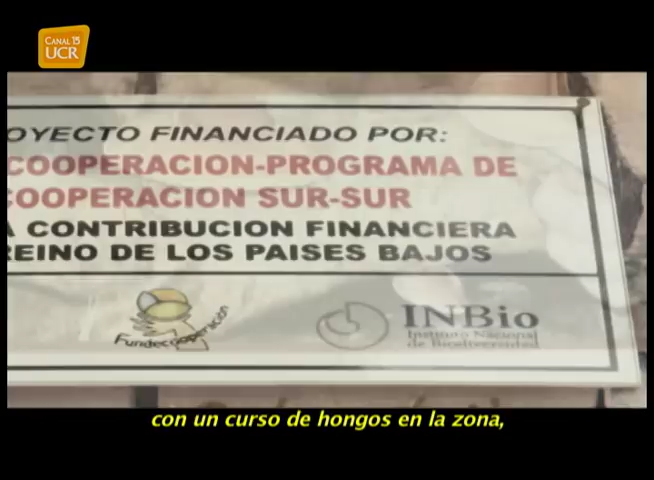 CANAL 15
UCR
OYECTO FINANCIADO POR:
COOPERACION-PROGRAMA DE
COOPERACION SUR-SUR
A CONTRIBUCION FINANCIERA
REINO DE LOS PAISES BAJOS
Fundecooperación
INBio
Instituto Nacional
de Biodiversidad
con un curso de hongos en la zona,